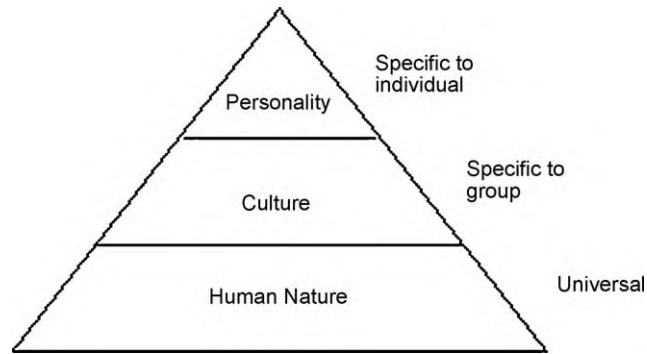 Specific to
individual
Personality
Specific to
group
Culture
Universal
Human Nature